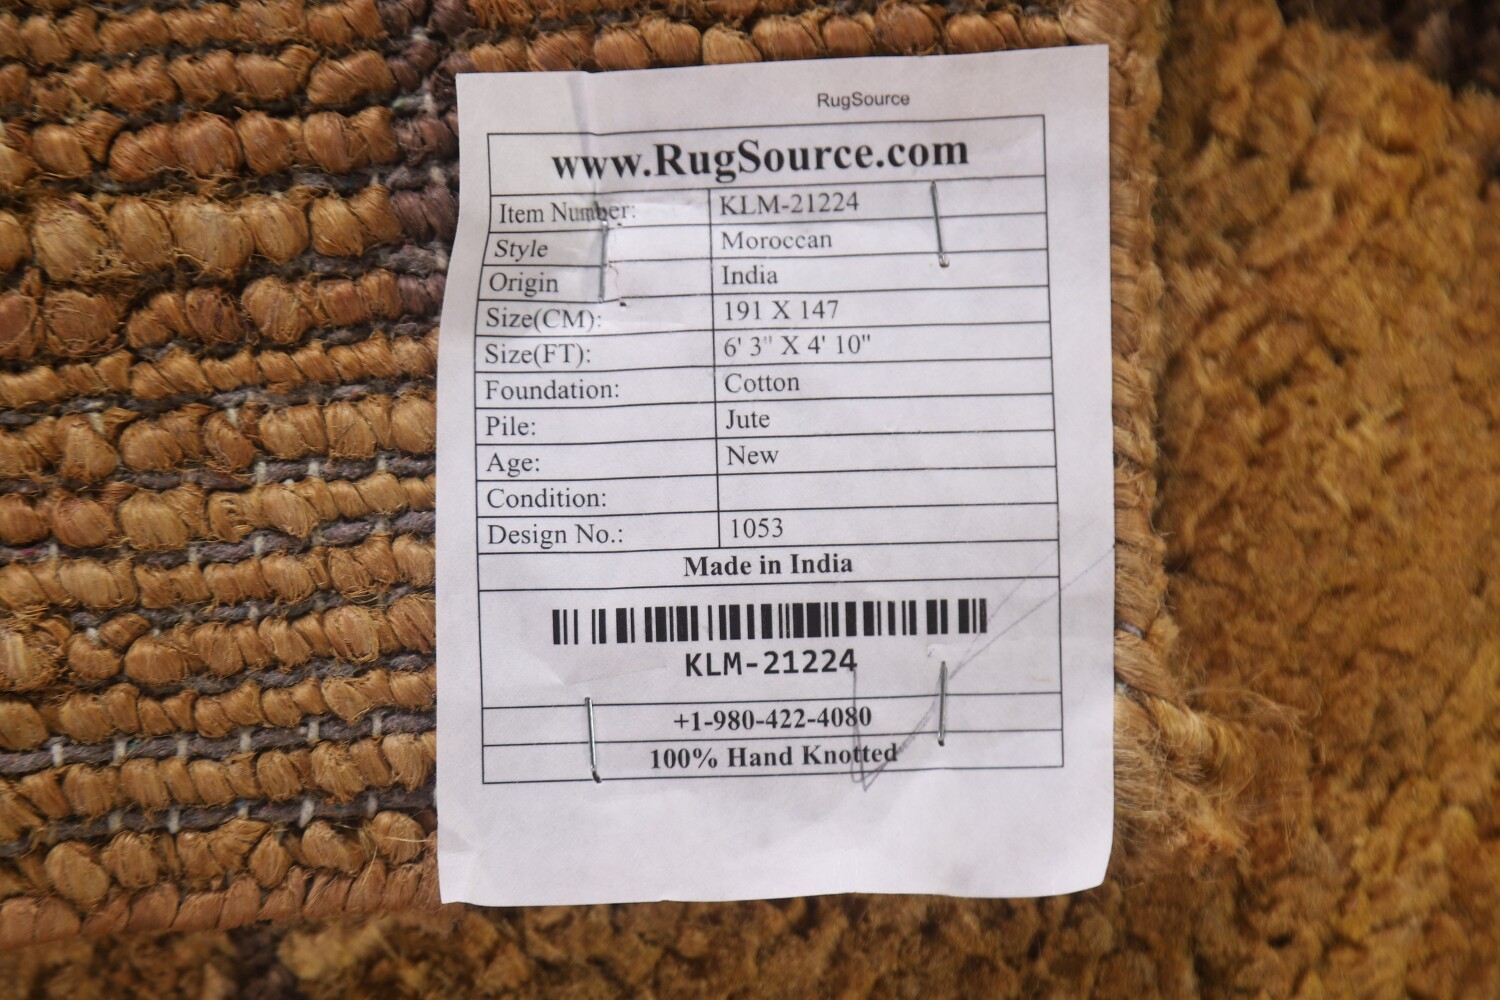 RugSource
www.RugSource.com
Item Number: KLM-21224
Style Moroccan
Origin India
Size(CM): 191 X 147
Size(FT): 6' 3" X 4' 10"
Foundation: Cotton
Pile: Jute
Age: New
Condition:
Design No.: 1053
Made in India
KLM-21224
+1-980-422-4080
100% Hand Knotted